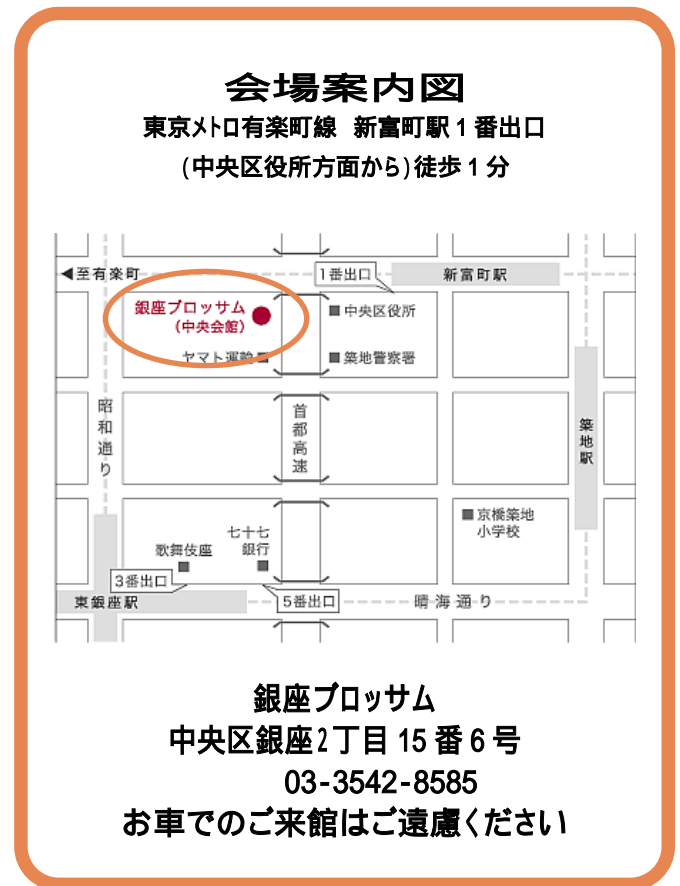 会場案内図
東京メトロ有楽町線 新富町駅1番出口
(中央区役所方面から)徒歩1分
◀至有楽町
1番出口
新富町駅
銀座ブロッサム
(中央会館)
中央区役所
ヤマト運輸
築地警察署
昭和通り
首都高速
築地駅
京橋築地
小学校
七十七
銀行
歌舞伎座
3番出口
東銀座駅
5番出口
晴海通り
銀座ブロッサム
中央区銀座2丁目15番6号
03-3542-8585
お車でのご来館はご遠慮ください